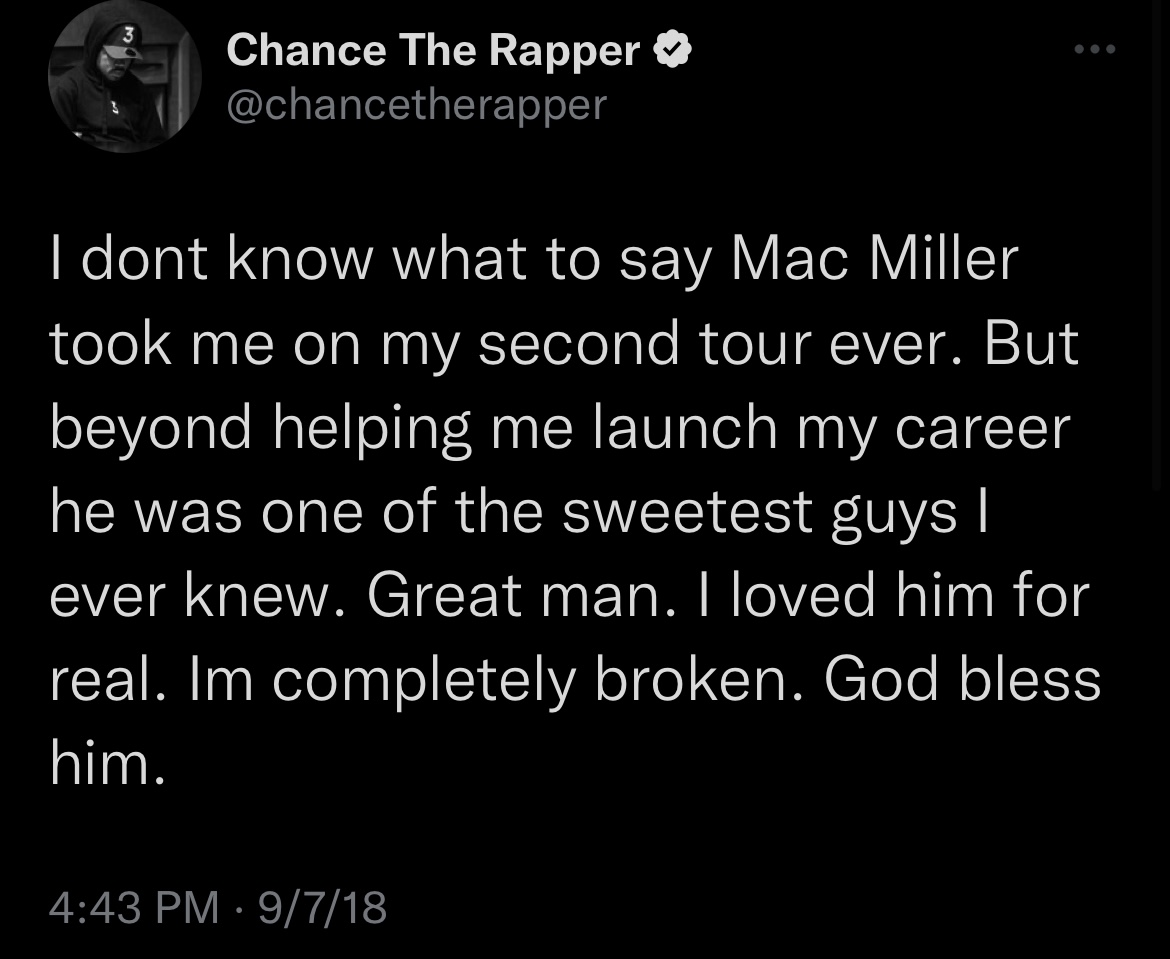 3
3
Chance The Rapper
@chancetherapper
I dont know what to say Mac Miller
took me on my second tour ever. But
beyond helping me launch my career
he was one of the sweetest guys I
ever knew. Great man. I loved him for
real. Im completely broken. God bless
him.
4:43 PM · 9/7/18